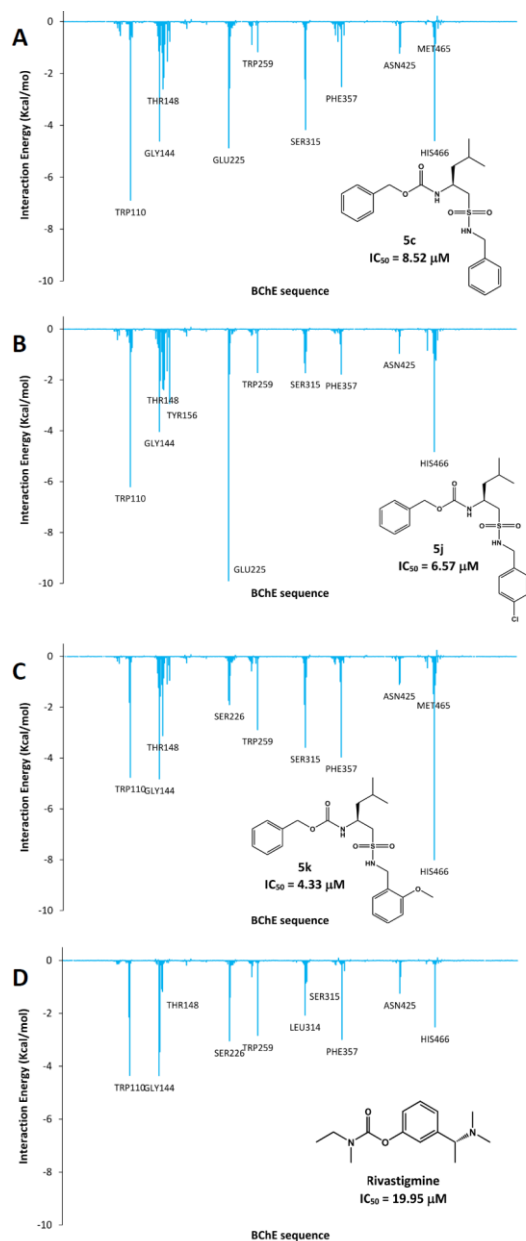 A
Interaction Energy (Kcal/mo)
0
-2
-4
-6
-8
-10
TRP110
GLY144
THR148
GLU225
TRP259
SER315
PHE357
ASN425
MET465
HIS466
O
O
N
H
S
O
O
HN
5c
IC₅₀ = 8.52 μM
BChE sequence
B
Interaction Energy (Kcal/mol)
0
-2
-4
-6
-8
-10
TRP110
GLY144
THR148
TYR156
GLU225
TRP259
SER315
PHE357
ASN425
HIS466
O
O
N
H
S
O
O
HN
Cl
5j
IC₅₀ = 6.57 μM
BChE sequence
C
Interaction Energy (Kcal/mol)
0
-2
-4
-6
-8
-10
TRP110
GLY144
THR148
SER226
TRP259
SER315
PHE357
ASN425
MET465
HIS466
O
O
N
H
S
O
O
HN
O
5k
IC₅₀ = 4.33 μM
BChE sequence
D
Interaction Energy (Kcal/mol)
0
-2
-4
-6
-8
-10
TRP110
GLY144
THR148
SER226
TRP259
LEU314
SER315
PHE357
ASN425
HIS466
O
N
O
N
Rivastigmine
IC₅₀ = 19.95 μM
BChE sequence